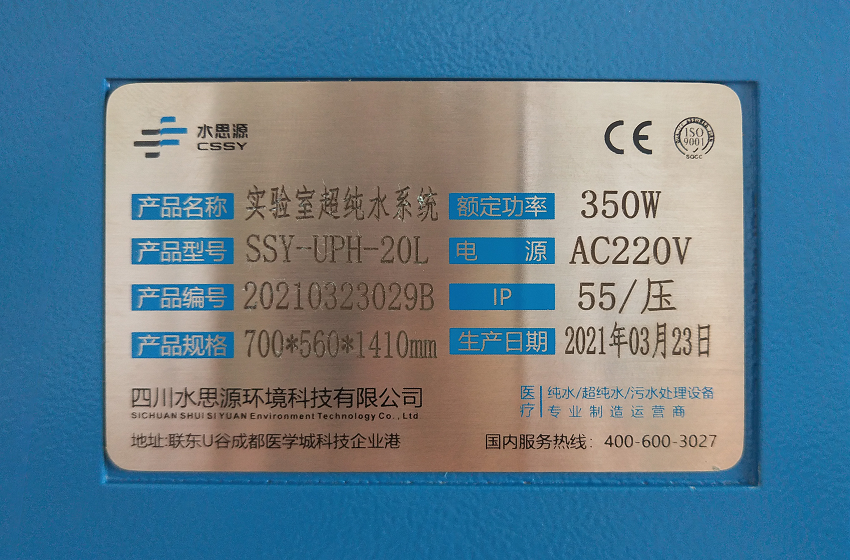 水思源
CSSY
CE
ISO
9001
SQCC
产品名称 实验室超纯水系统 额定功率 350W
产品型号 SSY-UPH-20L 电 源 AC220V
产品编号 20210323029B IP 55/压
产品规格 700*560*1410mm 生产日期 2021年03月23日
四川水思源环境科技有限公司
SICHUAN SHUI SI YUAN Environment Technology Co., Ltd
医疗 纯水/超纯水/污水处理设备
专业制造运营商
地址:联东U谷成都医学城科技企业港 国内服务热线: 400-600-3027